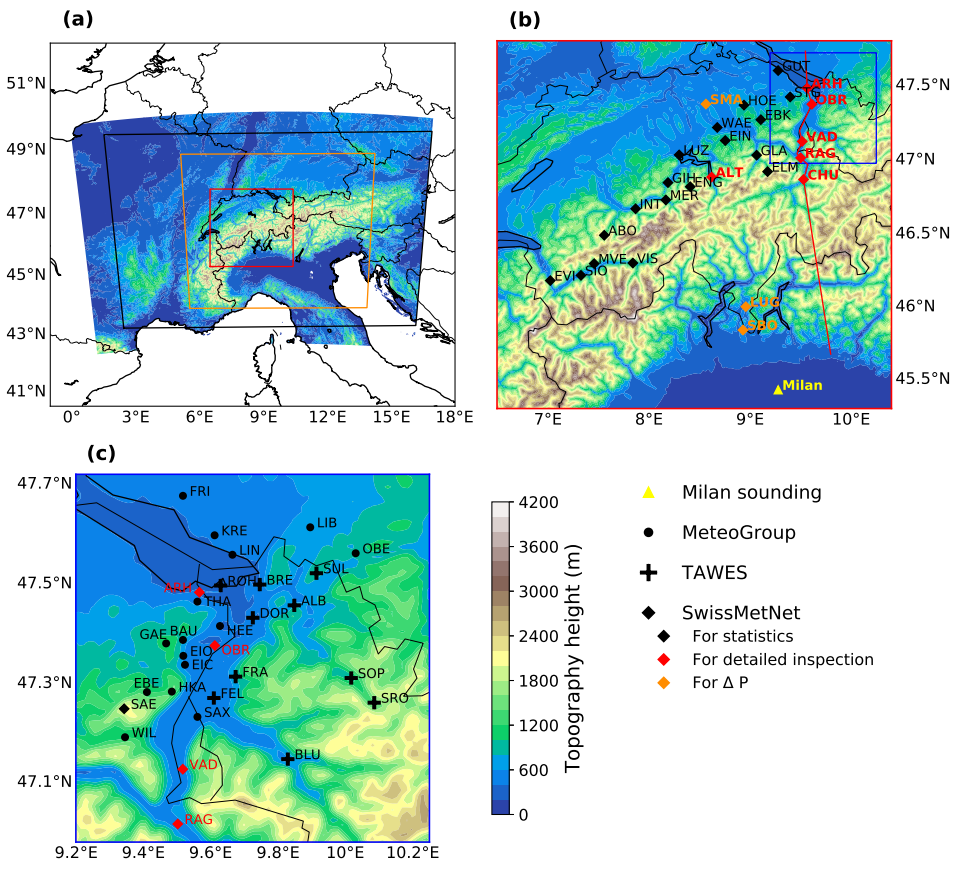 (a)
51°N
49°N
47°N
45°N
43°N
41°N
0°
3°E
6°E
9°E
12°E
15°E
18°E
(b)
GUT
ARH
STG
OBR
SMA
HOE
EBK
WAE
EIN
VAD
RAG
LUZ
GLA
ELM
CHU
ALT
GIH
ENG
MER
INT
ABO
MVE
VIS
SIO
EVI
LUG
SBO
Milan
47.5°N
47°N
46.5°N
46°N
45.5°N
7°E
8°E
9°E
10°E
(c)
FRI
KRE
LIB
LIN
OBE
SUL
ROH
BRE
ARH
THA
ALB
DOR
HEE
GAE
BAU
EIO
OBR
EIC
FRA
SOP
EBE
HKA
FEL
SRO
SAE
SAX
WIL
BLU
VAD
RAG
47.7°N
47.5°N
47.3°N
47.1°N
9.2°E
9.4°E
9.6°E
9.8°E
10°E
10.2°E
4200
3600
3000
2400
1800
1200
600
0
Topography height (m)
Milan sounding
MeteoGroup
TAWES
SwissMetNet
For statistics
For detailed inspection
For Δ P